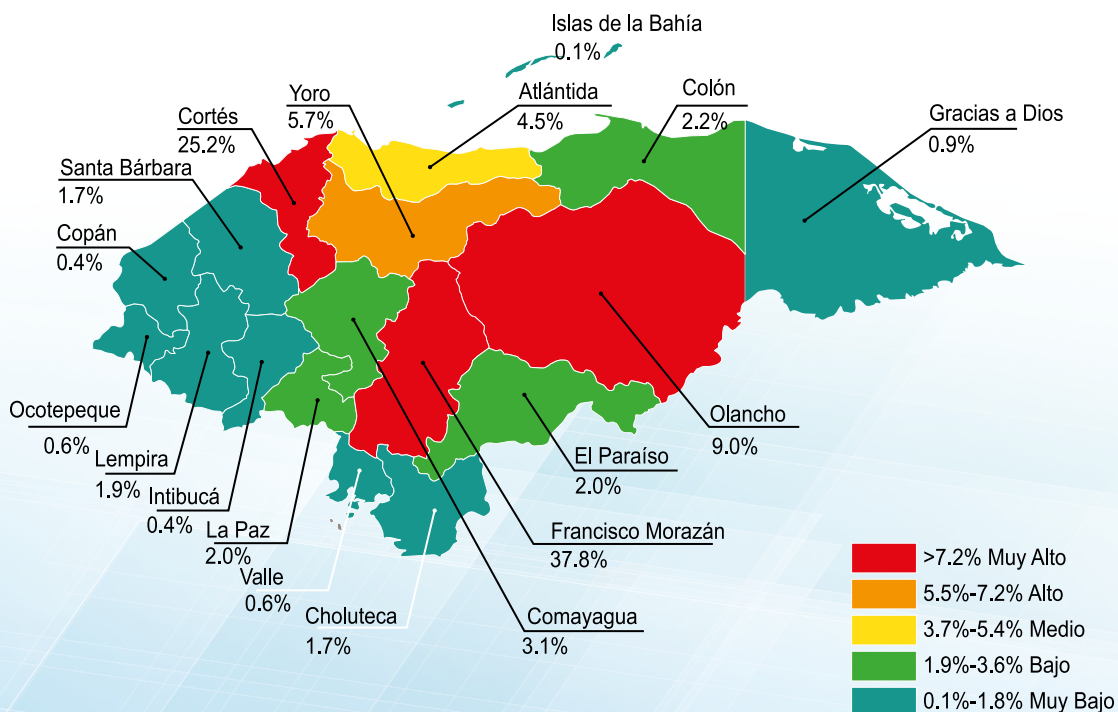 Islas de la Bahía
0.1%
Yoro
5.7%
Atlántida
4.5%
Colón
2.2%
Gracias a Dios
0.9%
Cortés
25.2%
Santa Bárbara
1.7%
Copán
0.4%
Ocotepeque
0.6%
Lempira
1.9%
Intibucá
0.4%
La Paz
2.0%
Valle
0.6%
Choluteca
1.7%
Comayagua
3.1%
Francisco Morazán
37.8%
El Paraíso
2.0%
Olancho
9.0%
>7.2% Muy Alto
5.5%-7.2% Alto
3.7%-5.4% Medio
1.9%-3.6% Bajo
0.1%-1.8% Muy Bajo